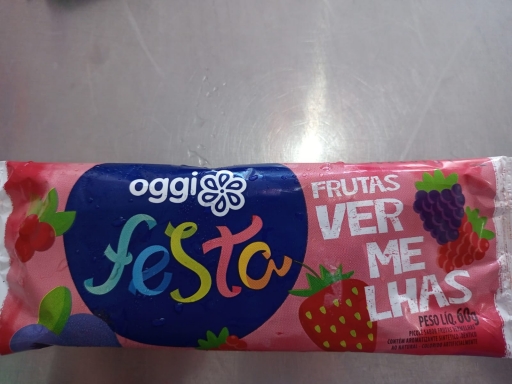 oggi
festa
FRUTAS
VER
ME
LHAS
PESO LÍQ. 60g